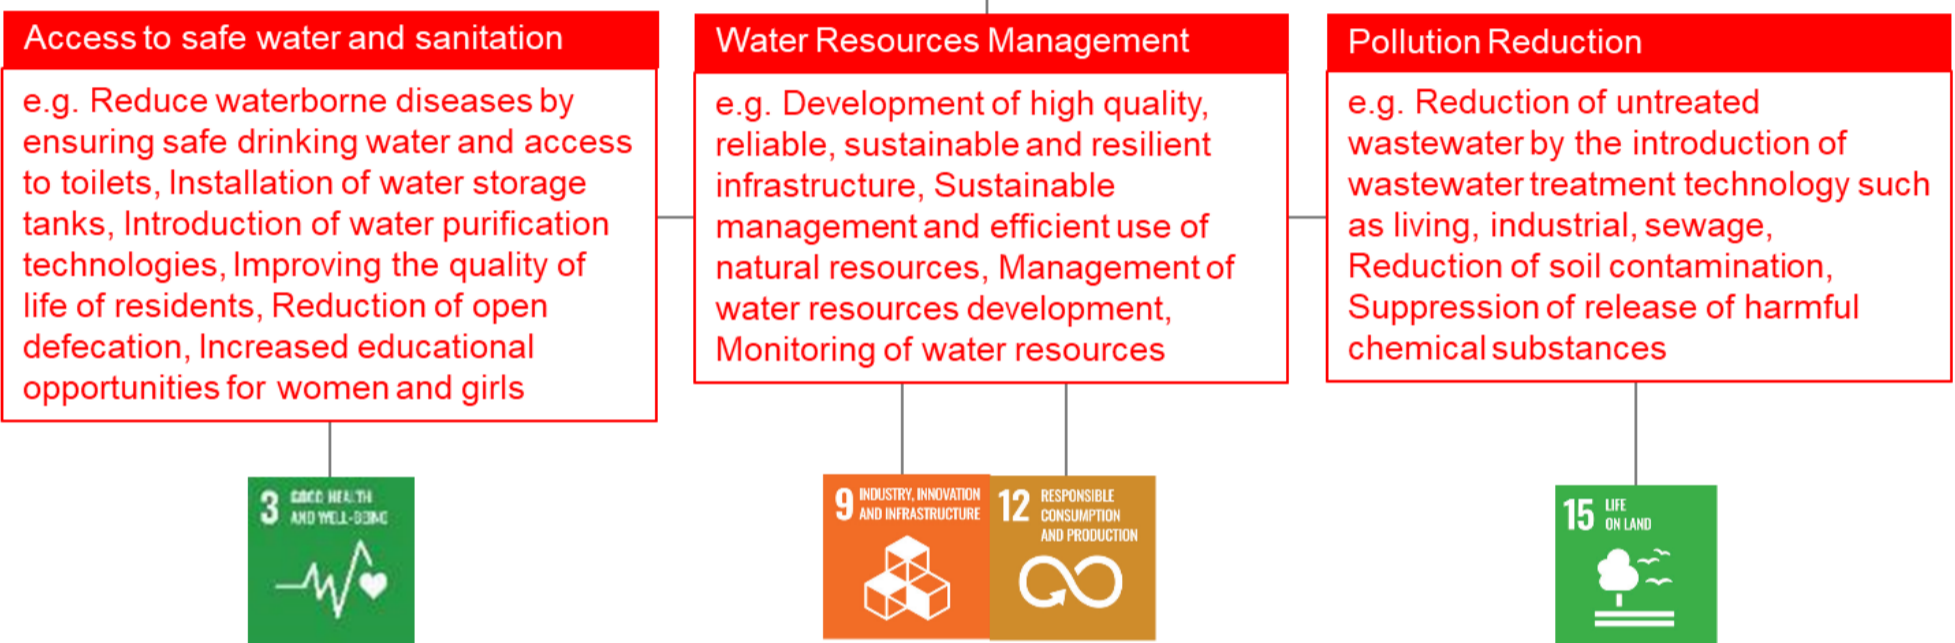 Access to safe water and sanitation
e.g. Reduce waterborne diseases by
ensuring safe drinking water and access
to toilets, Installation of water storage
tanks, Introduction of water purification
technologies, Improving the quality of
life of residents, Reduction of open
defecation, Increased educational
opportunities for women and girls
Water Resources Management
e.g. Development of high quality,
reliable, sustainable and resilient
infrastructure, Sustainable
management and efficient use of
natural resources, Management of
water resources development,
Monitoring of water resources
Pollution Reduction
e.g. Reduction of untreated
wastewater by the introduction of
wastewater treatment technology such
as living, industrial, sewage,
Reduction of soil contamination,
Suppression of release of harmful
chemical substances
3 GOOD HEALTH
AND WELL-BEING
9 INDUSTRY, INNOVATION
AND INFRASTRUCTURE
12 RESPONSIBLE
CONSUMPTION
AND PRODUCTION
15 LIFE
ON LAND